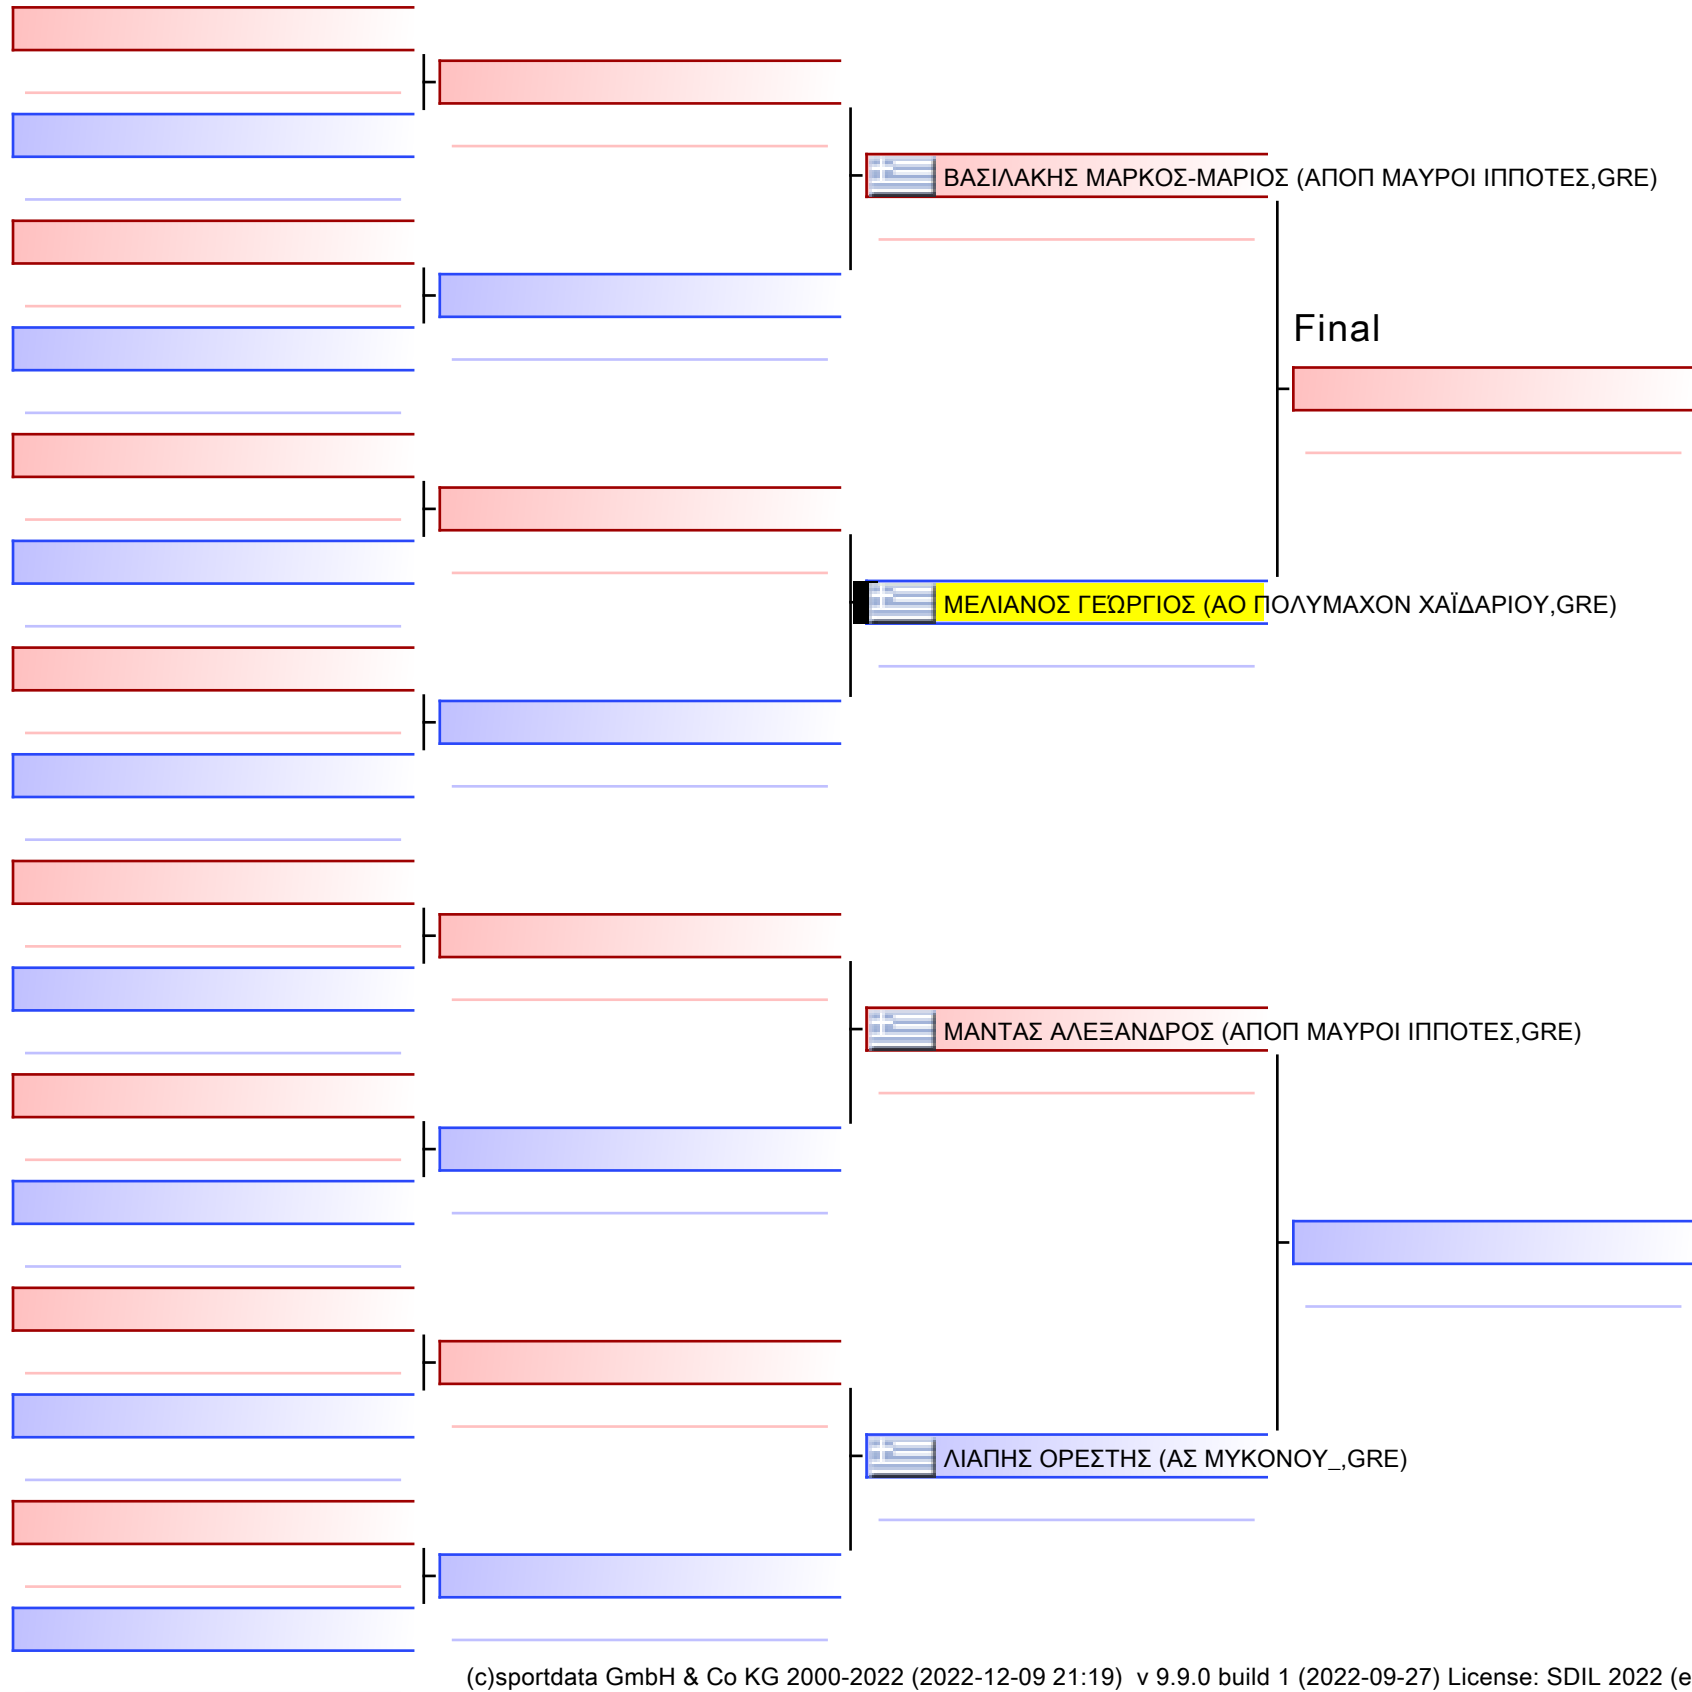 ΒΑΣΙΛΑΚΗΣ ΜΑΡΚΟΣ-ΜΑΡΙΟΣ (ΑΠΟΠ ΜΑΥΡΟΙ ΙΠΠΟΤΕΣ,GRE)
Final
ΜΕΛΙΑΝΟΣ ΓΕΏΡΓΙΟΣ (ΑΟ ΠΟΛΥΜΑΧΟΝ ΧΑΪΔΑΡΙΟΥ,GRE)
ΜΑΝΤΑΣ ΑΛΕΞΑΝΔΡΟΣ (ΑΠΟΠ ΜΑΥΡΟΙ ΙΠΠΟΤΕΣ,GRE)
ΛΙΑΠΗΣ ΟΡΕΣΤΗΣ (ΑΣ ΜΥΚΟΝΟΥ_,GRE)
(c)sportdata GmbH & Co KG 2000-2022 (2022-12-09 21:19) v 9.9.0 build 1 (2022-09-27) License: SDIL 2022 (e